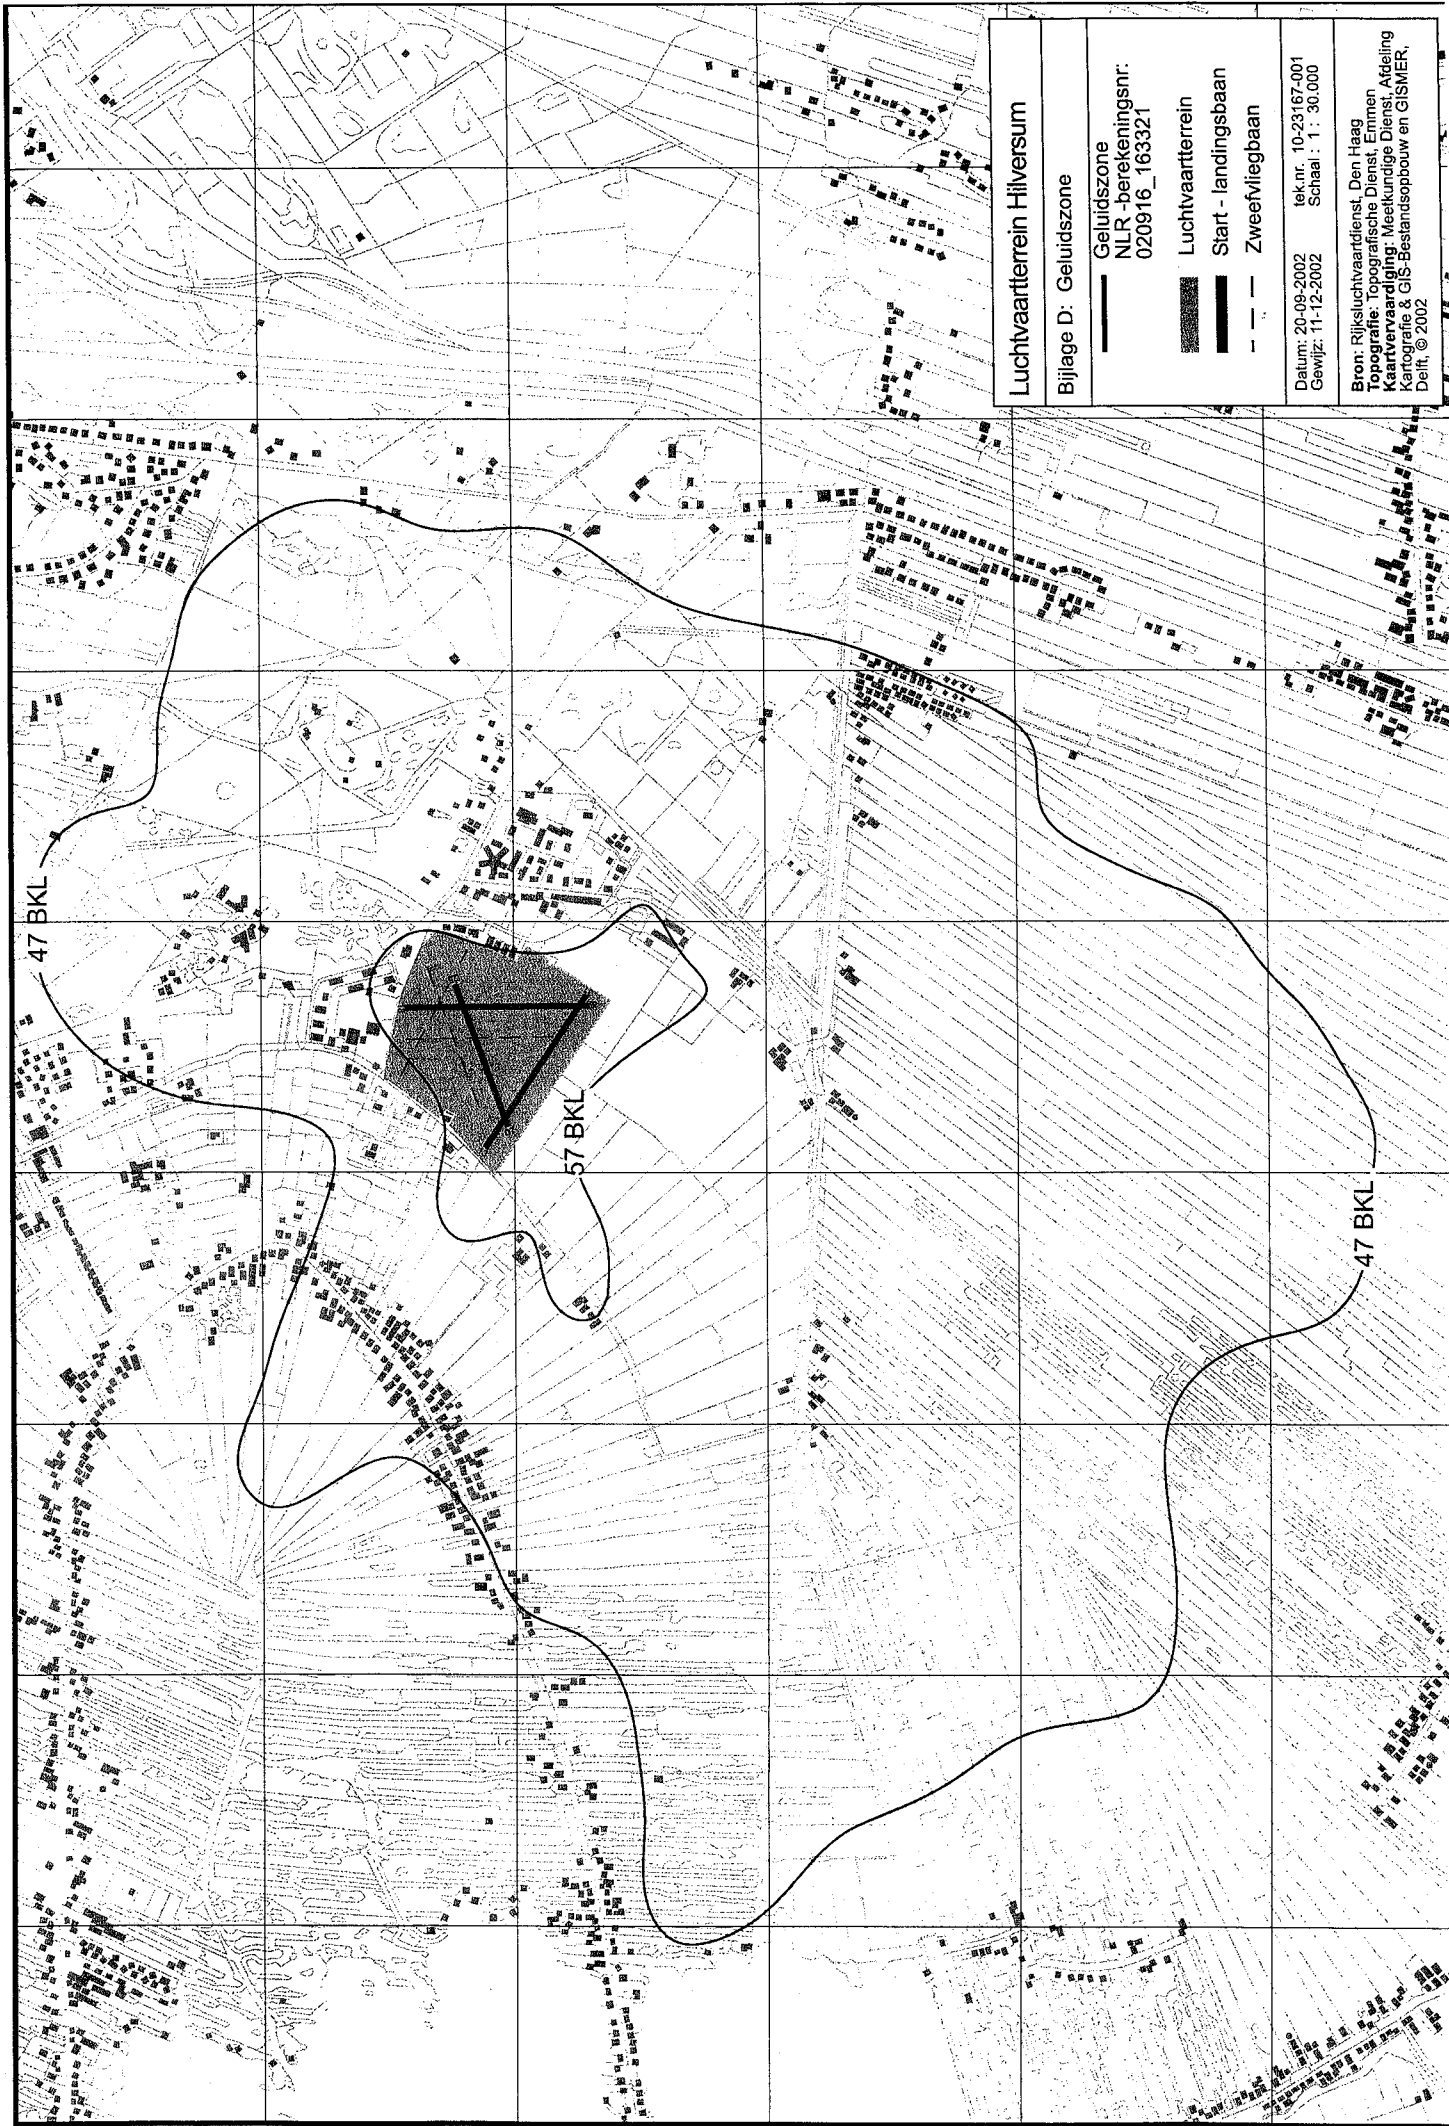 Luchtvaartterrein Hilversum
Bijlage D: Geluidszone
Geluidszone
NLR -berekeningsnr:
020916_163321
Luchtvaartterrein
Start - landingsbaan
Zweefvliegbaan
Datum: 20-09-2002 tek.nr. 10-23167-001
Gewijz: 11-12-2002 Schaal : 1 : 30.000
Bron: Rijksluchtvaartdienst, Den Haag
Topografie: Topografische Dienst, Emmen
Kaartvervaardiging: Meetkundige Dienst, Afdeling
Kartografie & GIS-Bestandsopbouw en GISMER,
Delft, © 2002
47 BKL
57 BKL
47 BKL